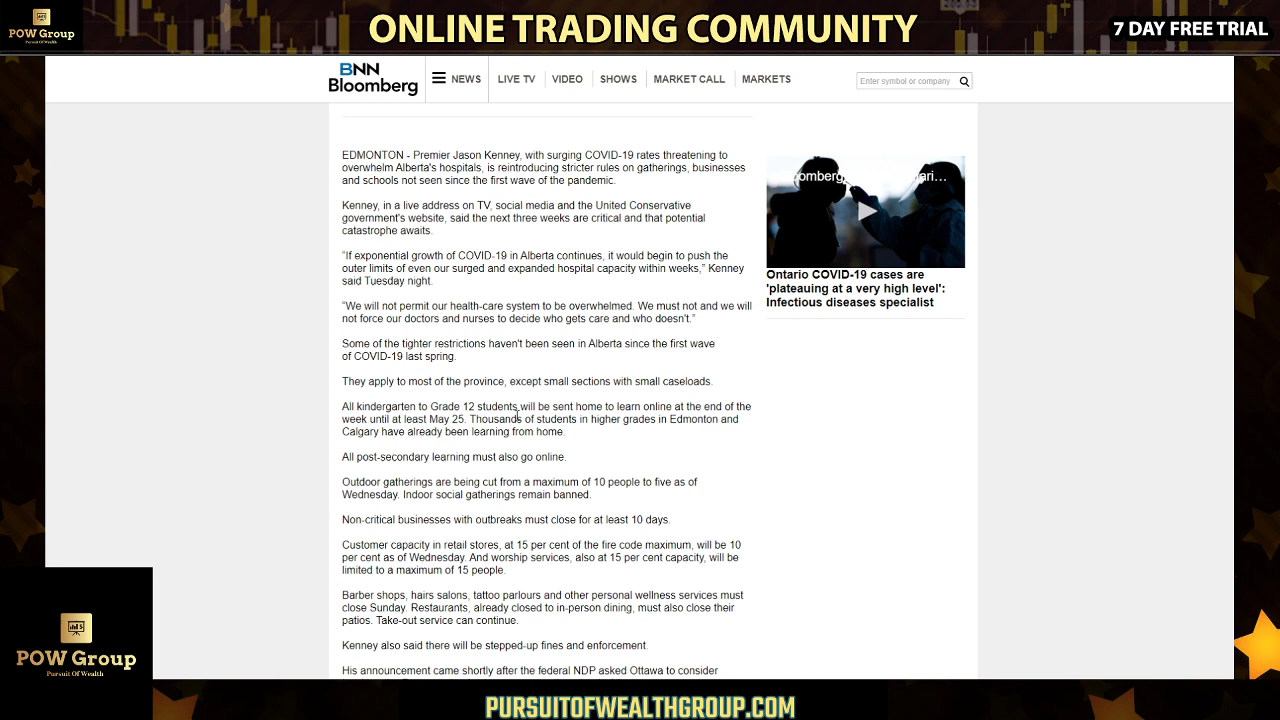 POW Group
Pursuit Of Wealth
ONLINE TRADING COMMUNITY
7 DAY FREE TRIAL
BNN
Bloomberg
NEWS
LIVE TV
VIDEO
SHOWS
MARKET CALL
MARKETS
Enter symbol or company
EDMONTON - Premier Jason Kenney, with surging COVID-19 rates threatening to
overwhelm Alberta's hospitals, is reintroducing stricter rules on gatherings, businesses
and schools not seen since the first wave of the pandemic.
Kenney, in a live address on TV, social media and the United Conservative
government's website, said the next three weeks are critical and that potential
catastrophe awaits.
“If exponential growth of COVID-19 in Alberta continues, it would begin to push the
outer limits of even our surged and expanded hospital capacity within weeks,” Kenney
said Tuesday night.
“We will not permit our health-care system to be overwhelmed. We must not and we will
not force our doctors and nurses to decide who gets care and who doesn't.”
Some of the tighter restrictions haven't been seen in Alberta since the first wave
of COVID-19 last spring.
They apply to most of the province, except small sections with small caseloads.
All kindergarten to Grade 12 students will be sent home to learn online at the end of the
week until at least May 25. Thousands of students in higher grades in Edmonton and
Calgary have already been learning from home.
All post-secondary learning must also go online.
Outdoor gatherings are being cut from a maximum of 10 people to five as of
Wednesday. Indoor social gatherings remain banned.
Non-critical businesses with outbreaks must close for at least 10 days.
Customer capacity in retail stores, at 15 per cent of the fire code maximum, will be 10
per cent as of Wednesday. And worship services, also at 15 per cent capacity, will be
limited to a maximum of 15 people.
Barber shops, hairs salons, tattoo parlours and other personal wellness services must
close Sunday. Restaurants, already closed to in-person dining, must also close their
patios. Take-out service can continue.
Kenney also said there will be stepped-up fines and enforcement.
His announcement came shortly after the federal NDP asked Ottawa to consider
Ontario COVID-19 cases are
'plateauing at a very high level':
Infectious diseases specialist
POW Group
Pursuit Of Wealth
PURSUITOFWEALTHGROUP.COM